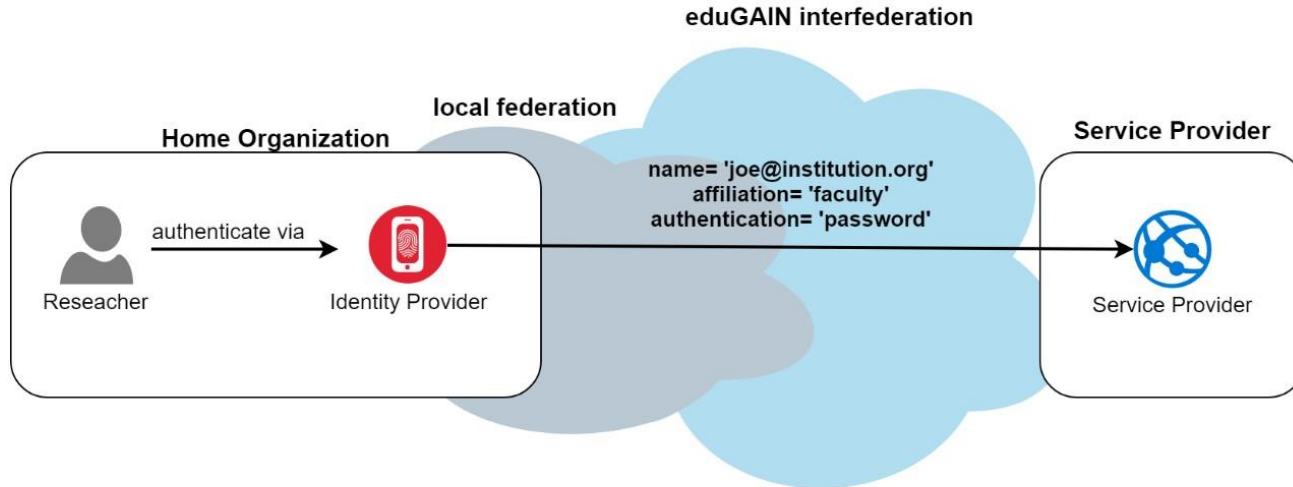 eduGAIN interfederation
local federation
Home Organization
Service Provider
name= 'joe@institution.org'
affiliation= 'faculty'
authentication= 'password'
authenticate via
Reseacher
Identity Provider
Service Provider